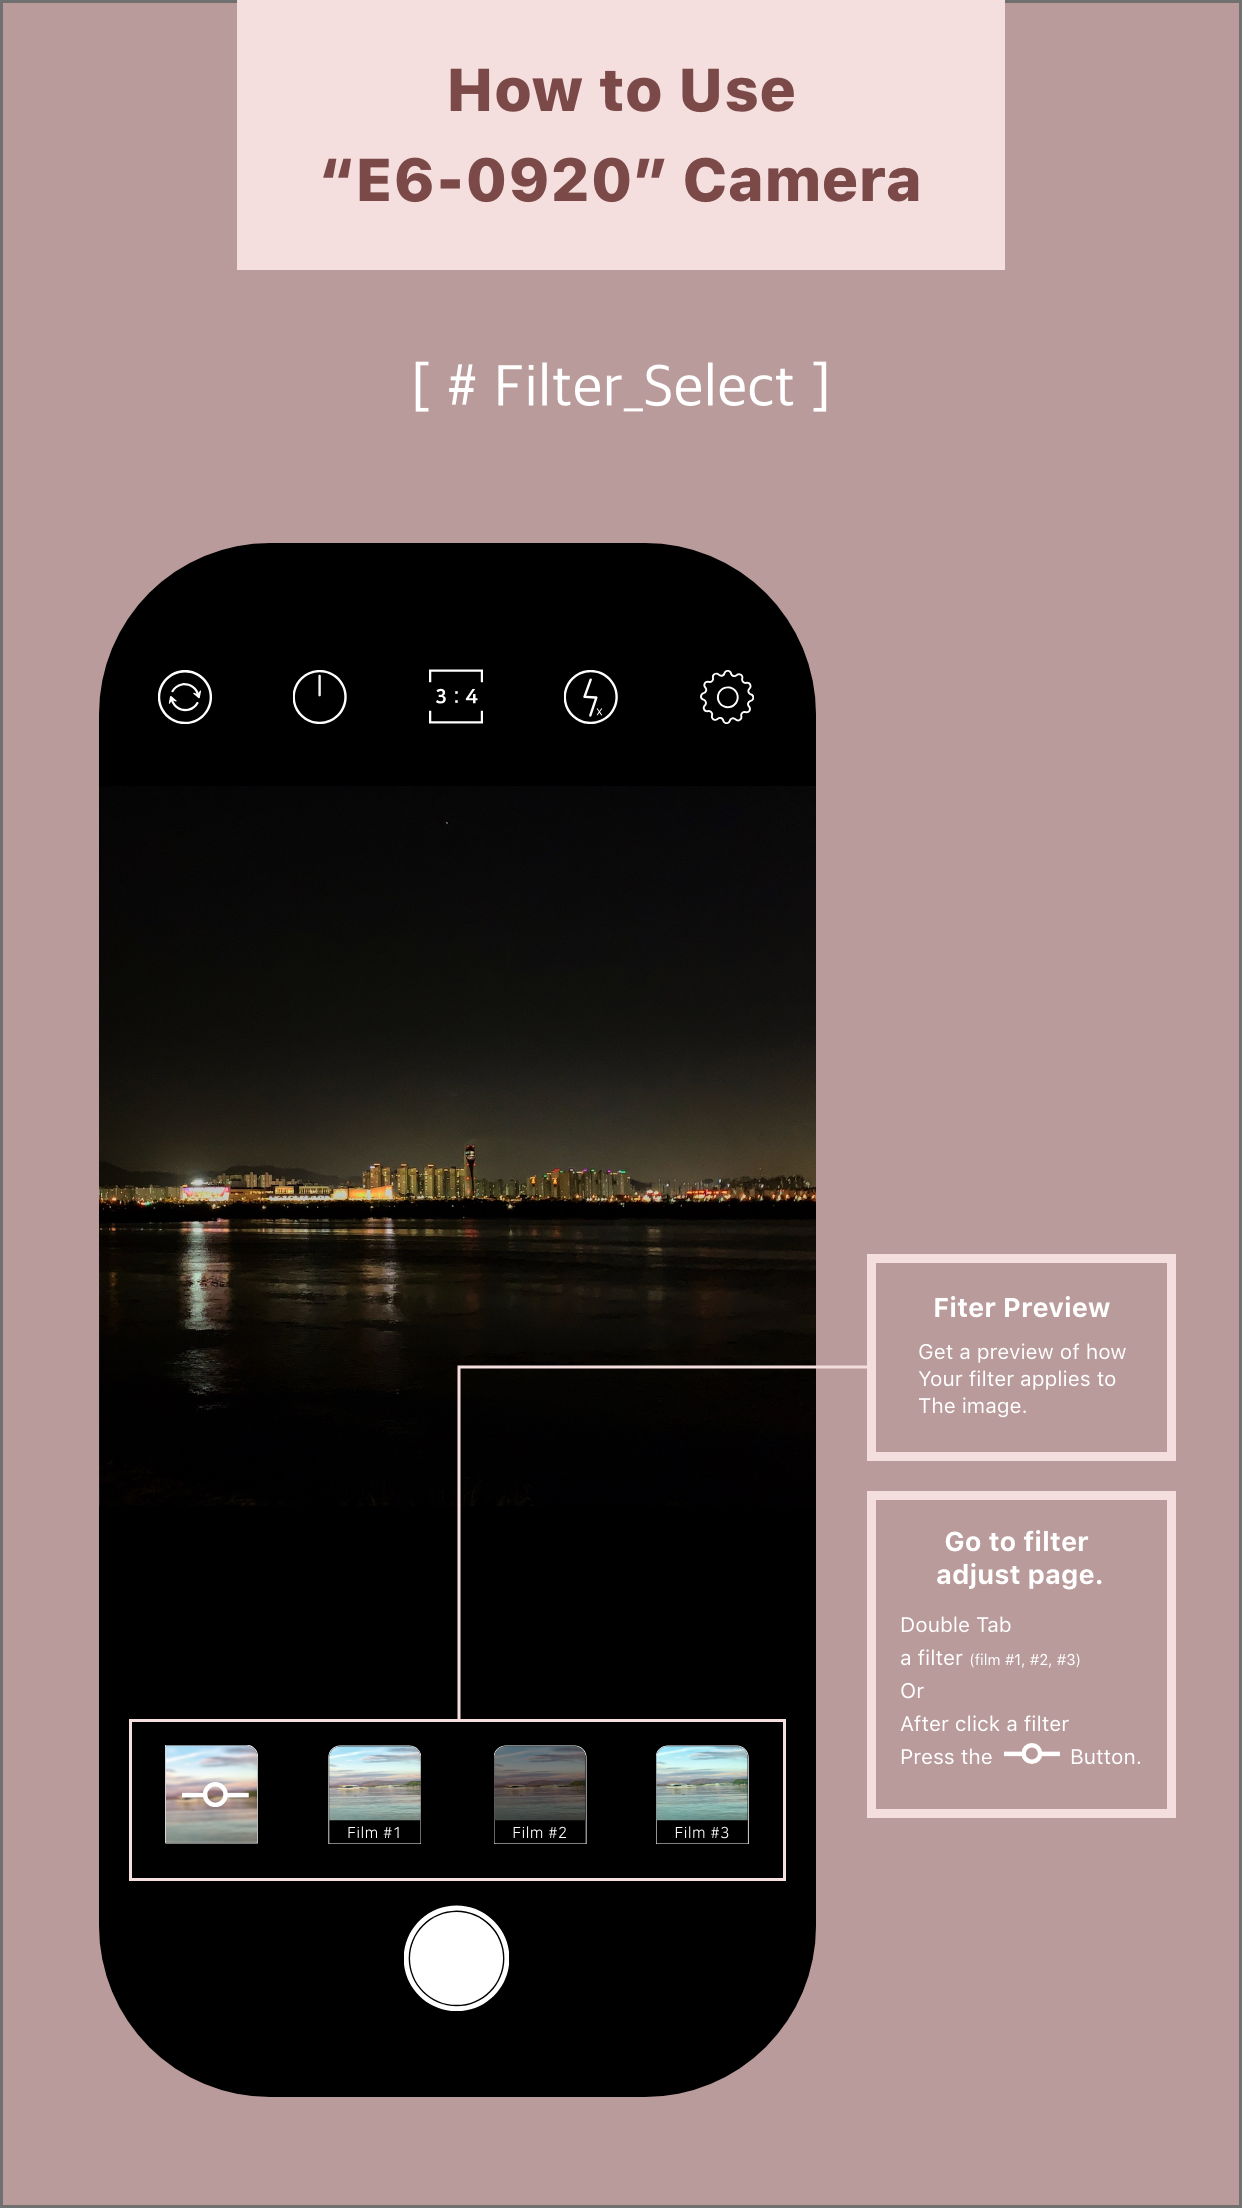 How to Use
“E6-0920” Camera
[ # Filter_Select ]
3 : 4
x
Fiter Preview
Get a preview of how
Your filter applies to
The image.
Go to filter
adjust page.
Double Tab
a filter (film #1, #2, #3)
Or
After click a filter
Press the Button.
Film #1
Film #2
Film #3